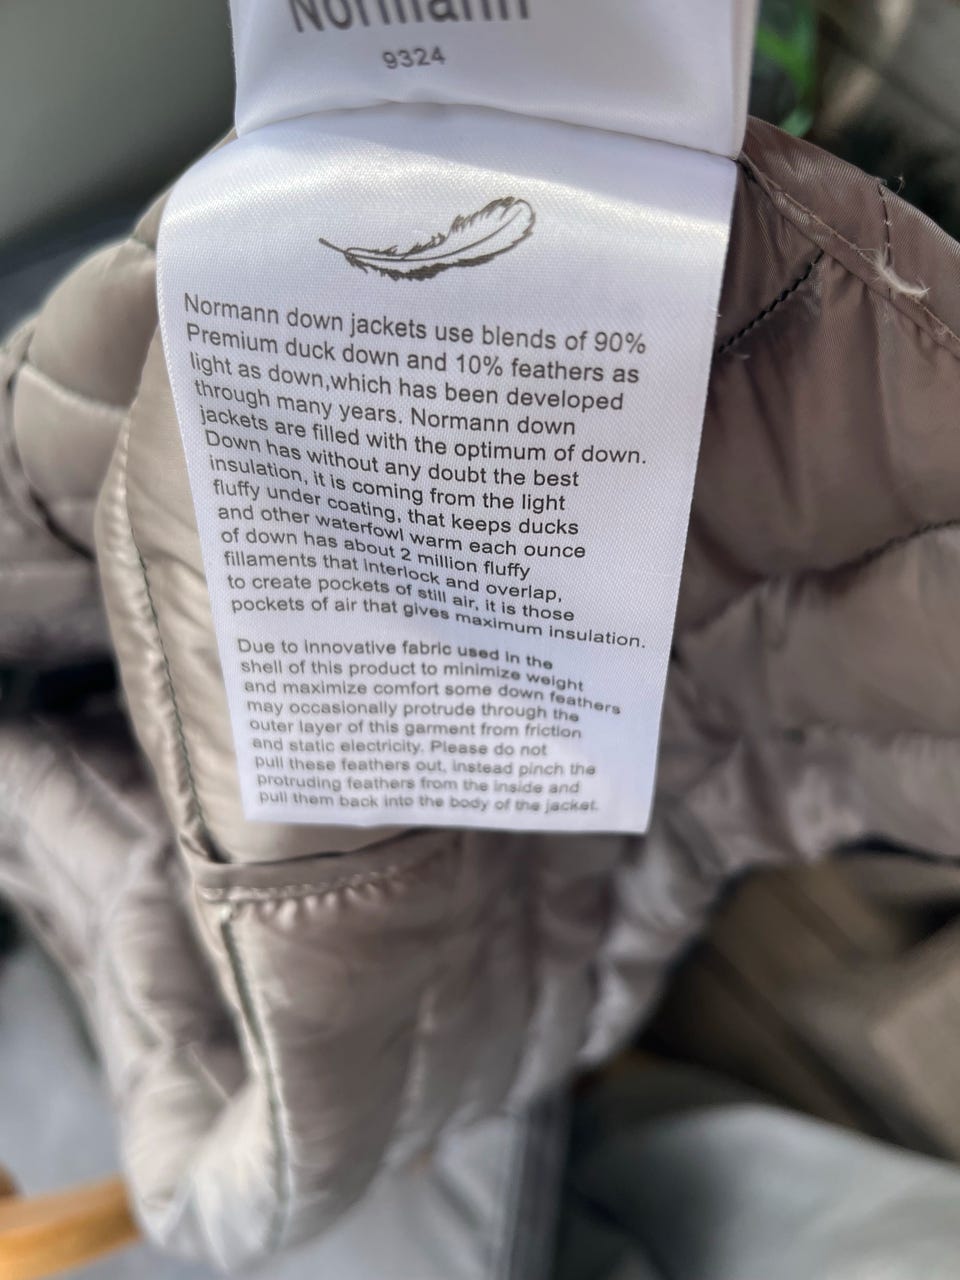 Normann
9324
Normann down jackets use blends of 90%
Premium duck down and 10% feathers as
light as down,which has been developed
through many years. Normann down
jackets are filled with the optimum of down.
Down has without any doubt the best
insulation, it is coming from the light
fluffy under coating, that keeps ducks
and other waterfowl warm each ounce
of down has about 2 million fluffy
fillaments that interlock and overlap,
to create pockets of still air, it is those
pockets of air that gives maximum insulation.
Due to innovative fabric used in the
shell of this product to minimize weight
and maximize comfort some down feathers
may occasionally protrude through the
outer layer of this garment from friction
and static electricity. Please do not
pull these feathers out, instead pinch the
protruding feathers from the inside and
pull them back into the body of the jacket.